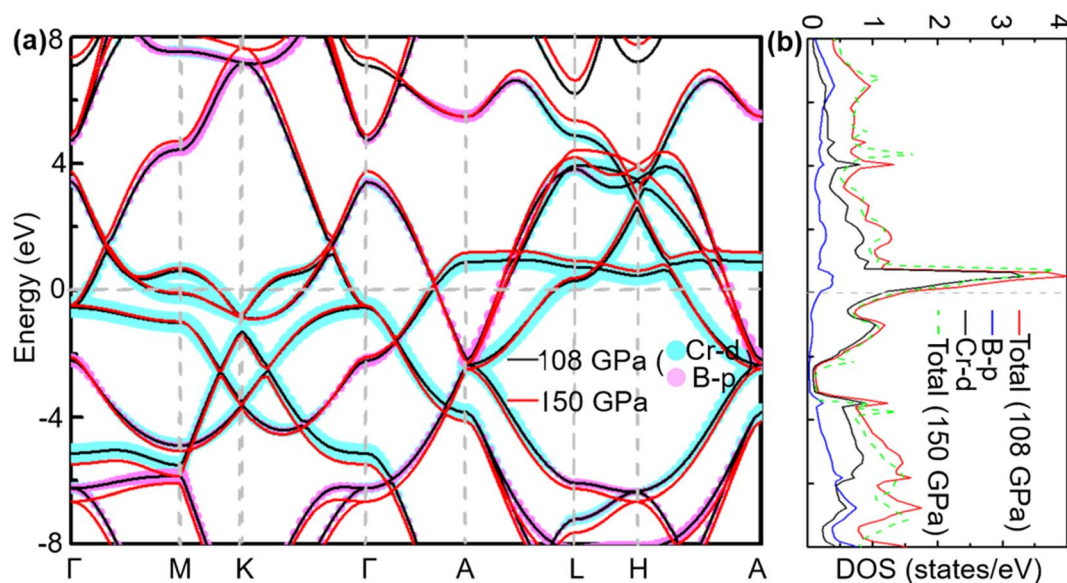 (a)
8
4
0
-4
-8
Energy (eV)
108 GPa (
Cr-d
B-p
150 GPa
Γ M K Γ A L H A
(b)
0 1 2 3 4
Total (108 GPa)
B-p
Cr-d
Total (150 GPa)
DOS (states/eV)